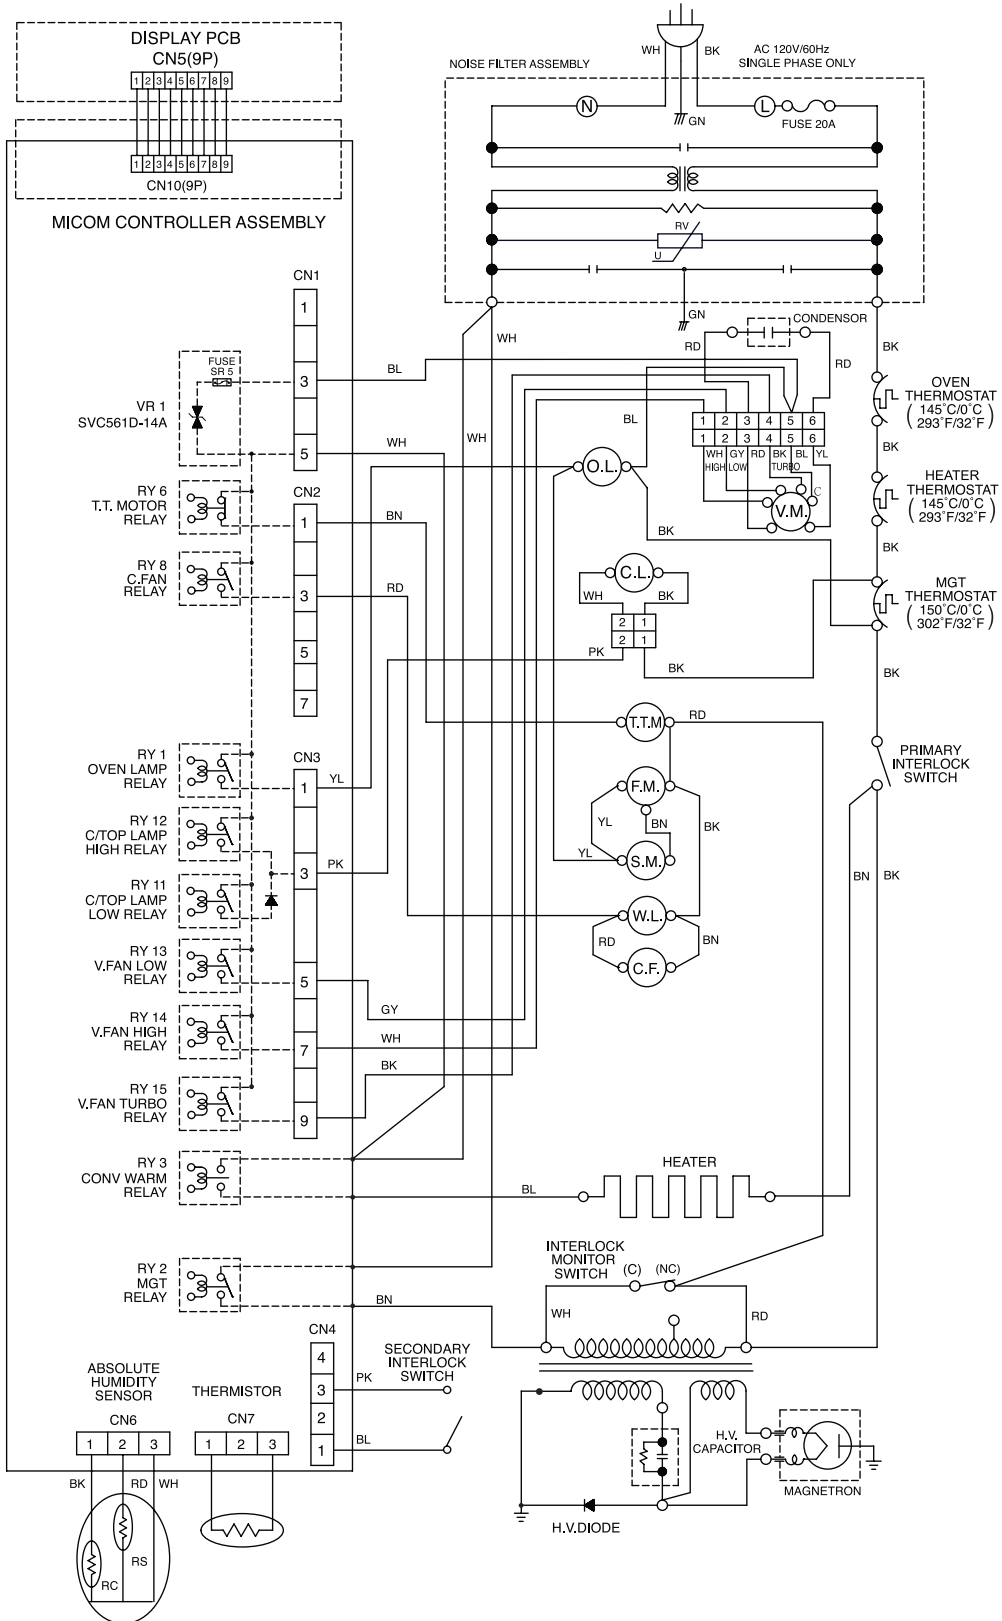 DISPLAY PCB
CN5(9P)
1 2 3 4 5 6 7 8 9
1 2 3 4 5 6 7 8 9
CN10(9P)
MICOM CONTROLLER ASSEMBLY
WH
BK
AC 120V/60Hz
SINGLE PHASE ONLY
NOISE FILTER ASSEMBLY
N
L
GN
FUSE 20A
RV
U
GN
CN1
1
3
5
FUSE
SR 5
VR 1
SVC561D-14A
BL
WH
WH
WH
RY 6
T.T. MOTOR
RELAY
RY 8
C.FAN
RELAY
CN2
1
3
5
7
BN
RD
CONDENSOR
RD
RD
BL
1 2 3 4 5 6
1 2 3 4 5 6
WH GY RD BK BL YL
HIGH LOW TURBO
C
V.M.
O.L.
BK
C.L.
WH
BK
2 1
2 1
PK
BK
BK
OVEN
THERMOSTAT
( 145°C/0°C )
293°F/32°F
BK
HEATER
THERMOSTAT
( 145°C/0°C )
293°F/32°F
BK
MGT
THERMOSTAT
( 150°C/0°C )
302°F/32°F
BK
PRIMARY
INTERLOCK
SWITCH
BN
BK
RY 1
OVEN LAMP
RELAY
RY 12
C/TOP LAMP
HIGH RELAY
RY 11
C/TOP LAMP
LOW RELAY
RY 13
V.FAN LOW
RELAY
RY 14
V.FAN HIGH
RELAY
RY 15
V.FAN TURBO
RELAY
RY 3
CONV WARM
RELAY
RY 2
MGT
RELAY
CN3
1
3
5
7
9
YL
PK
GY
WH
BK
T.T.M
RD
F.M.
YL
BN
BK
YL
S.M.
W.L.
RD
BN
C.F.
HEATER
BL
INTERLOCK
MONITOR
SWITCH
(C)
(NC)
WH
RD
BN
CN4
4
3
2
1
PK
BL
SECONDARY
INTERLOCK
SWITCH
ABSOLUTE
HUMIDITY
SENSOR
CN6
1 2 3
BK
RD
WH
RS
RC
THERMISTOR
CN7
1 2 3
H.V.
CAPACITOR
H.V.DIODE
MAGNETRON